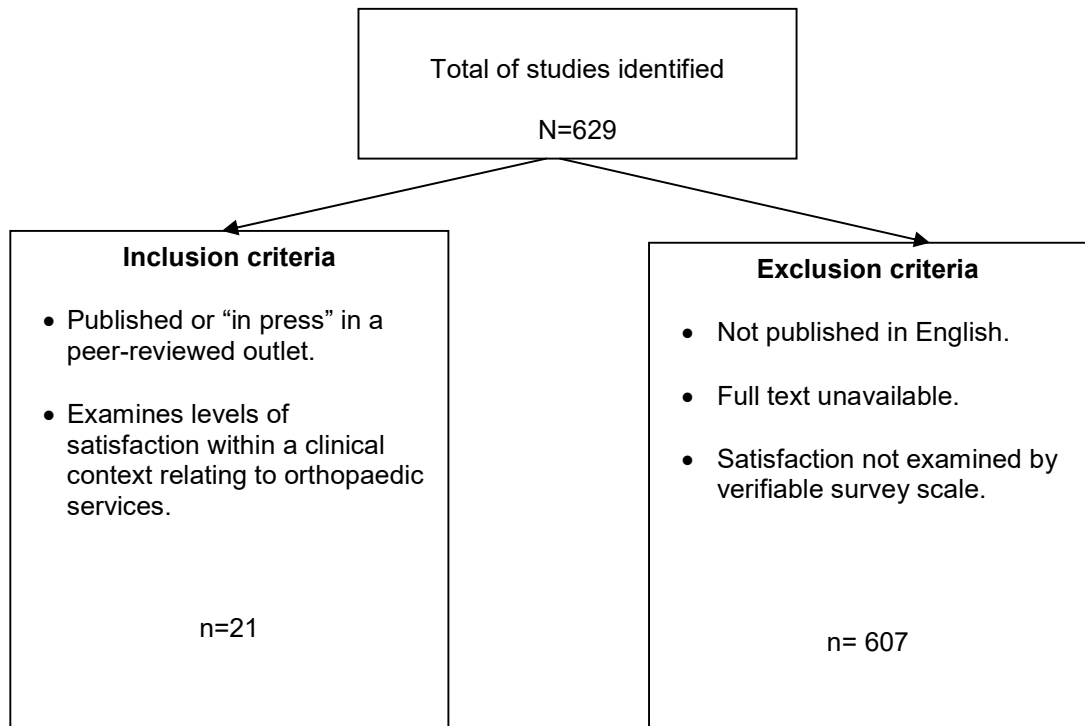 Total of studies identified
N=629
Inclusion criteria
• Published or “in press” in a
peer-reviewed outlet.
• Examines levels of
satisfaction within a clinical
context relating to orthopaedic
services.
n=21
Exclusion criteria
• Not published in English.
• Full text unavailable.
• Satisfaction not examined by
verifiable survey scale.
n= 607